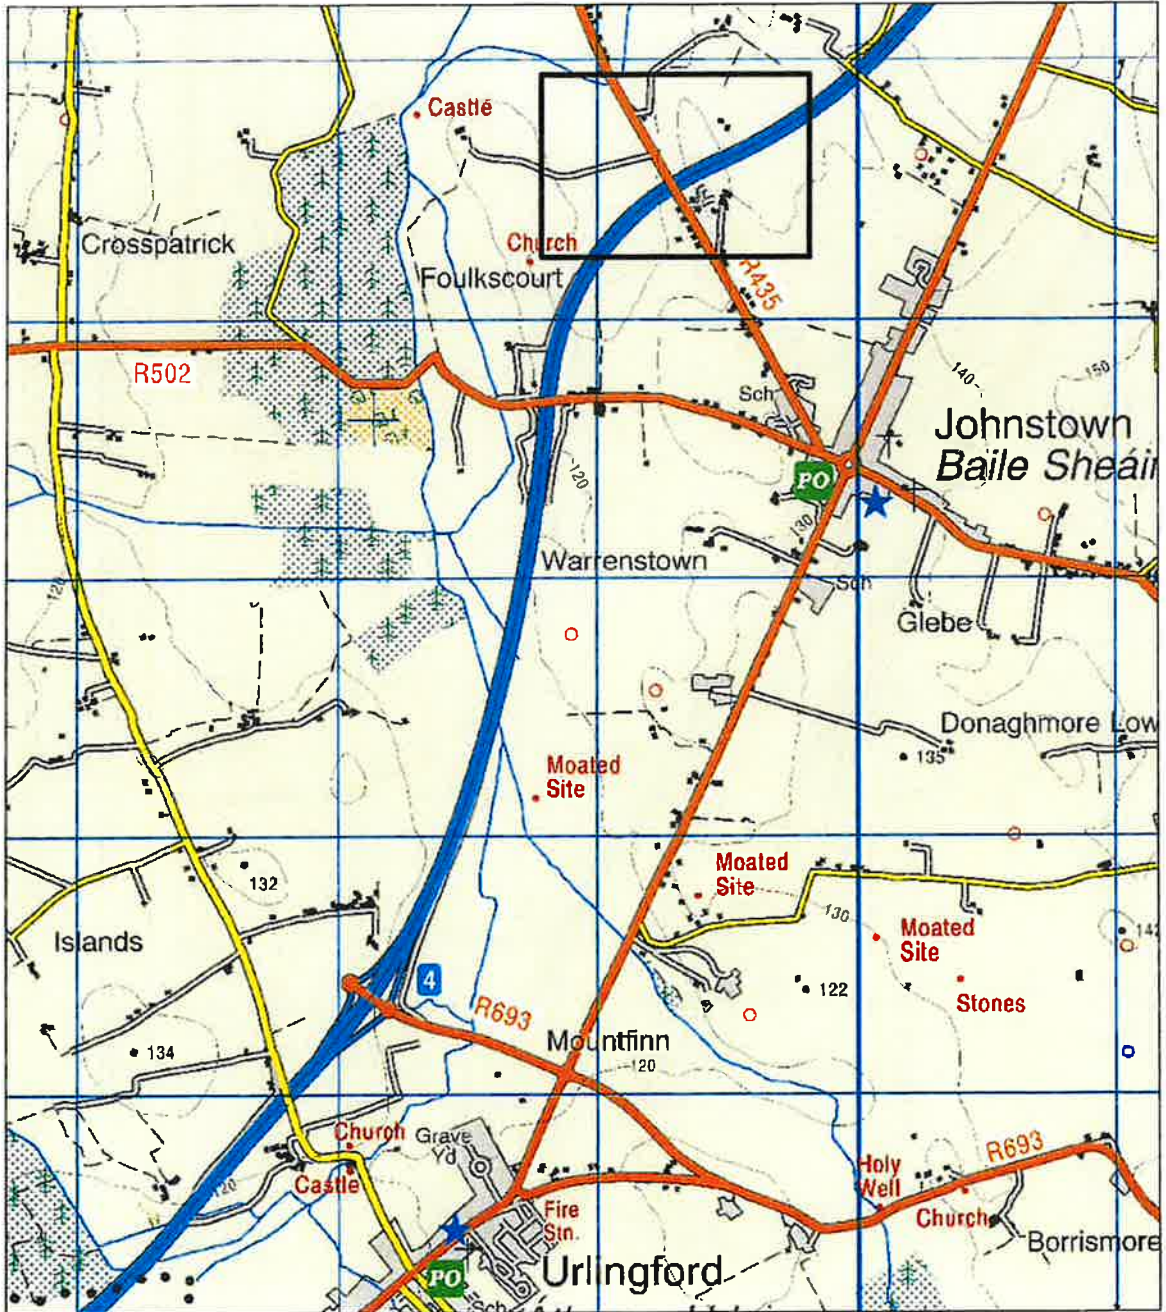 Castle
Crosspatrick
Church
Foulkscourt
R435
R502
140
150
Sch
Johnstown
Baile Sheáin
PO
120
130
Warrenstown
Sch
120
Glebe
Donaghmore Low
135
Moated
Site
132
Moated
Site
130
Islands
Moated
Site
142
4
122
Stones
R693
Mountfinn
134
120
Church
Grave
Yd
R693
Holy
Well
Castle
120
Fire
Stn.
Church
Borrismore
Urlingford
PO
Sch